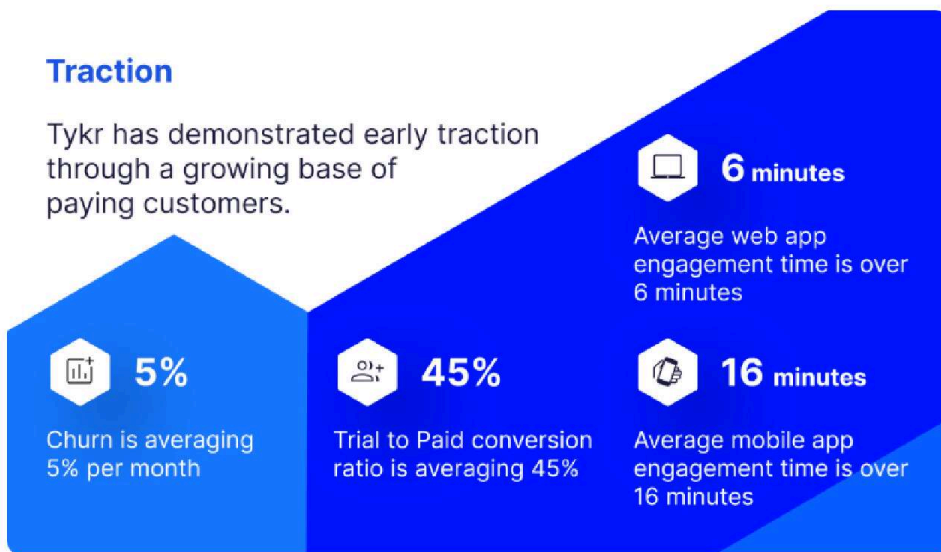 Traction
Tykr has demonstrated early traction
through a growing base of
paying customers.
6 minutes
Average web app
engagement time is over
6 minutes
5%
Churn is averaging
5% per month
45%
Trial to Paid conversion
ratio is averaging 45%
16 minutes
Average mobile app
engagement time is over
16 minutes